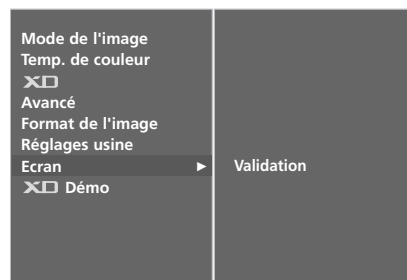 Mode de l'image
Temp. de couleur
XD
Avancé
Format de l'image
Réglages usine
Ecran ► Validation
XD Démo